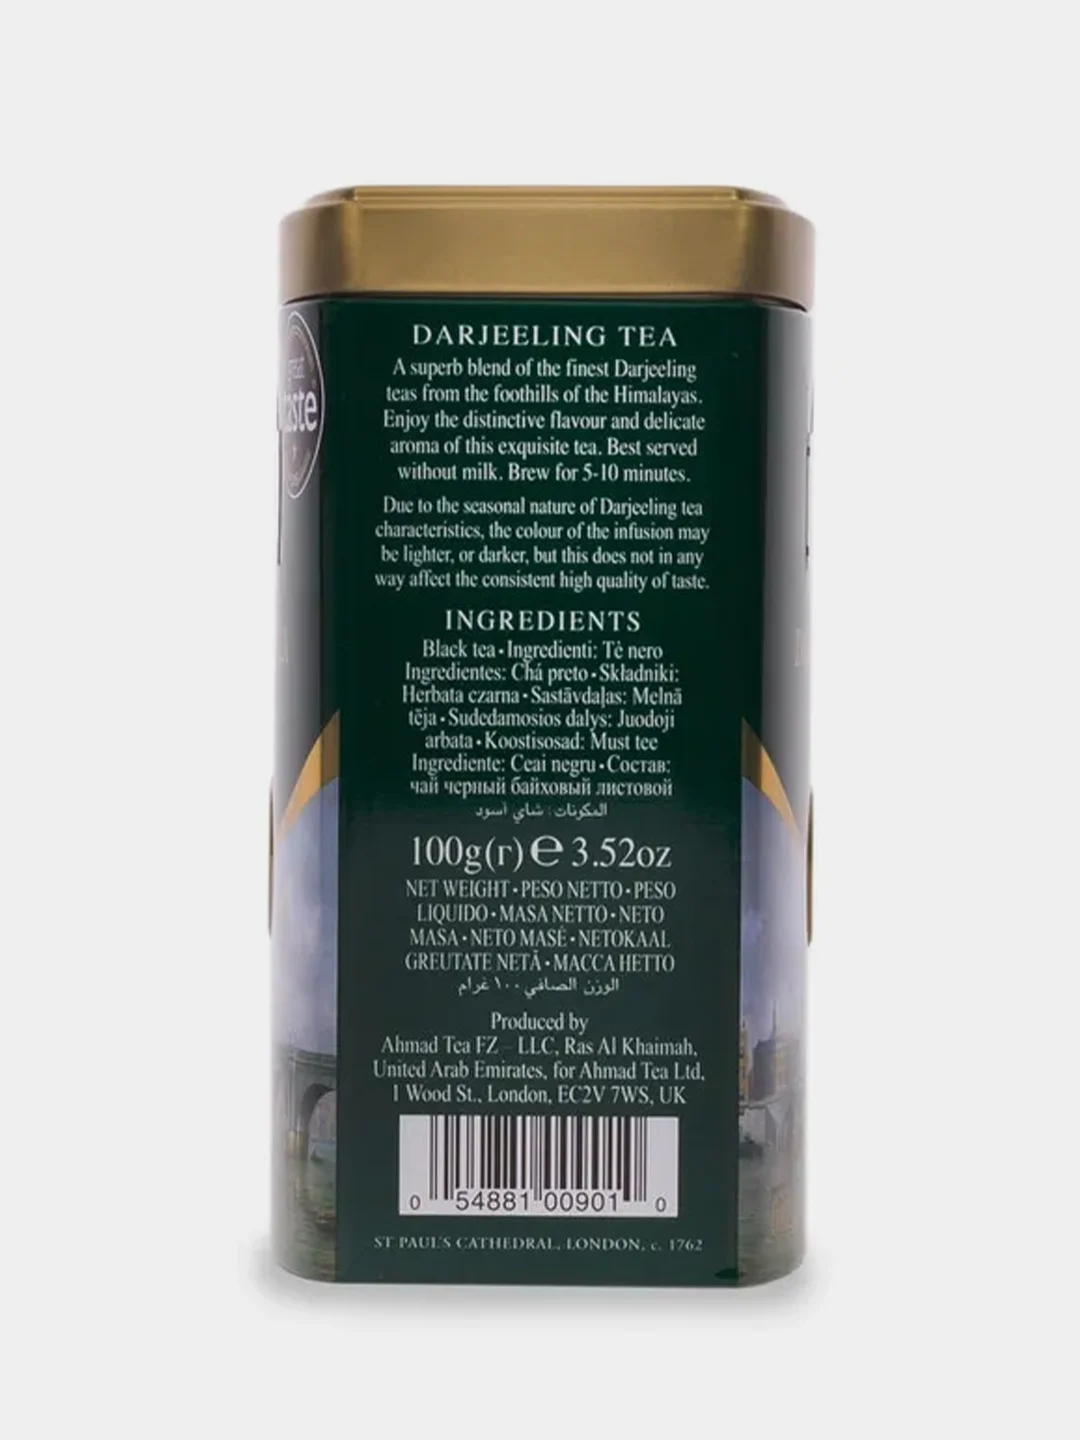 DARJEELING TEA
A superb blend of the finest Darjeeling
teas from the foothills of the Himalayas.
Enjoy the distinctive flavour and delicate
aroma of this exquisite tea. Best served
without milk. Brew for 5-10 minutes.
Due to the seasonal nature of Darjeeling tea
characteristics, the colour of the infusion may
be lighter, or darker, but this does not in any
way affect the consistent high quality of taste.
INGREDIENTS
Black tea • Ingredienti: Tè nero
Ingredientes: Chá preto • Składniki:
Herbata czarna • Sastāvdaļas: Melnā
tēja • Sudedamosios dalys: Juodoji
arbata • Koostisosad: Must tee
Ingrediente: Ceai negru • Состав:
чай черный байховый листовой
المكونات: شاي أسود
100g(г) ℮ 3.52oz
NET WEIGHT • PESO NETTO • PESO
LIQUIDO • MASA NETTO • NETO
MASA • NETO MASĖ • NETOKAAL
GREUTATE NETĂ • МАССА НЕТТО
الوزن الصافي ١٠٠ غرام
Produced by
Ahmad Tea FZ – LLC, Ras Al Khaimah,
United Arab Emirates, for Ahmad Tea Ltd,
1 Wood St., London, EC2V 7WS, UK
0 54881 00901 0
ST PAUL'S CATHEDRAL, LONDON, c. 1762
great
taste